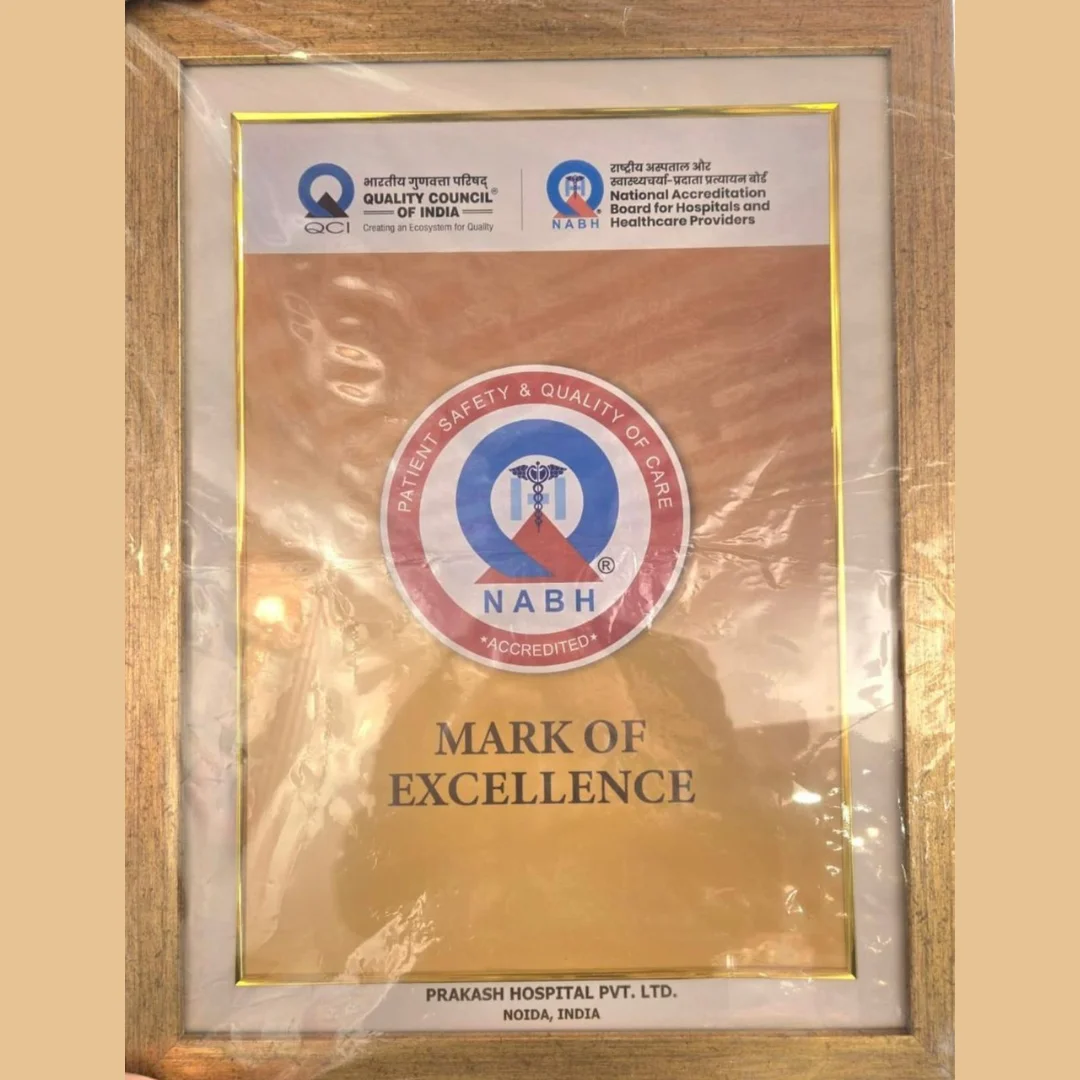 भारतीय गुणवत्ता परिषद्
QUALITY COUNCIL®
OF INDIA
QCI
Creating an Ecosystem for Quality
राष्ट्रीय अस्पताल और
स्वास्थ्यचर्या-प्रदाता प्रत्यायन बोर्ड
National Accreditation
Board for Hospitals and
Healthcare Providers
NABH
PATIENT SAFETY & QUALITY OF CARE
®
NABH
*ACCREDITED*
MARK OF
EXCELLENCE
PRAKASH HOSPITAL PVT. LTD.
NOIDA, INDIA